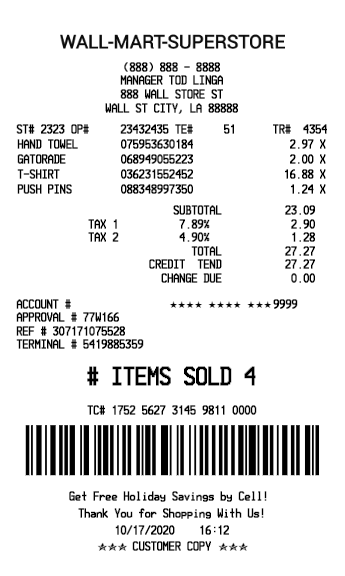 WALL-MART-SUPERSTORE
(888) 888 - 8888
MANAGER TOD LINGA
888 WALL STORE ST
WALL ST CITY, LA 88888
ST# 2323 OP# 23432435 TE# 51 TR# 4354
HAND TOWEL 075953630184 2.97 X
GATORADE 068949055223 2.00 X
T-SHIRT 036231552452 16.88 X
PUSH PINS 088348997350 1.24 X
SUBTOTAL 23.09
TAX 1 7.89% 2.90
TAX 2 4.90% 1.28
TOTAL 27.27
CREDIT TEND 27.27
CHANGE DUE 0.00
ACCOUNT # **** **** ***9999
APPROVAL # 77W166
REF # 307171075528
TERMINAL # 5419885359
# ITEMS SOLD 4
TC# 1752 5627 3145 9811 0000
Get Free Holiday Savings by Cell!
Thank You for Shopping With Us!
10/17/2020 16:12
*** CUSTOMER COPY ***